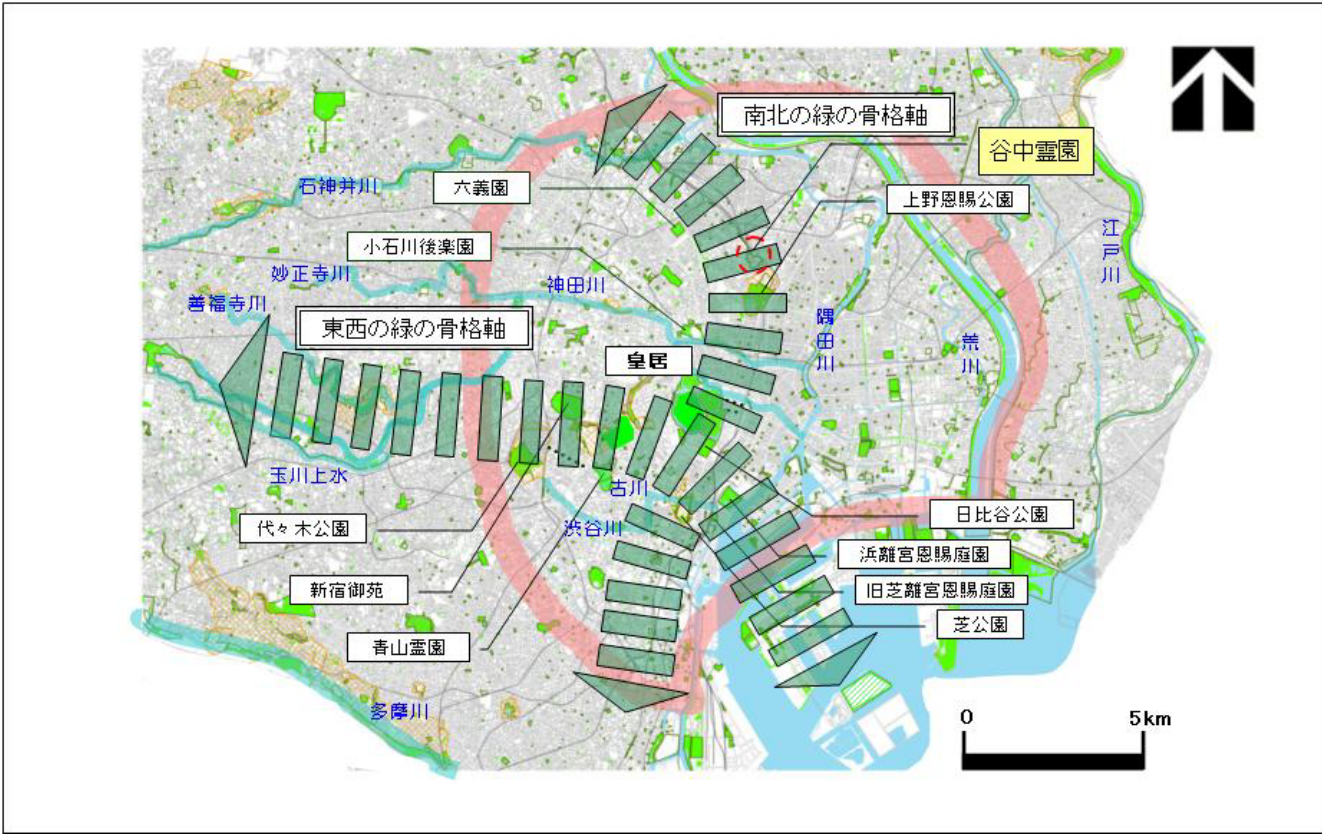 南北の緑の骨格軸
谷中霊園
石神井川
六義園
上野恩賜公園
江戸川
小石川後楽園
妙正寺川
神田川
善福寺川
東西の緑の骨格軸
隅田川
荒川
皇居
玉川上水
古川
代々木公園
渋谷川
日比谷公園
浜離宮恩賜庭園
新宿御苑
旧芝離宮恩賜庭園
芝公園
青山霊園
多摩川
0 5km